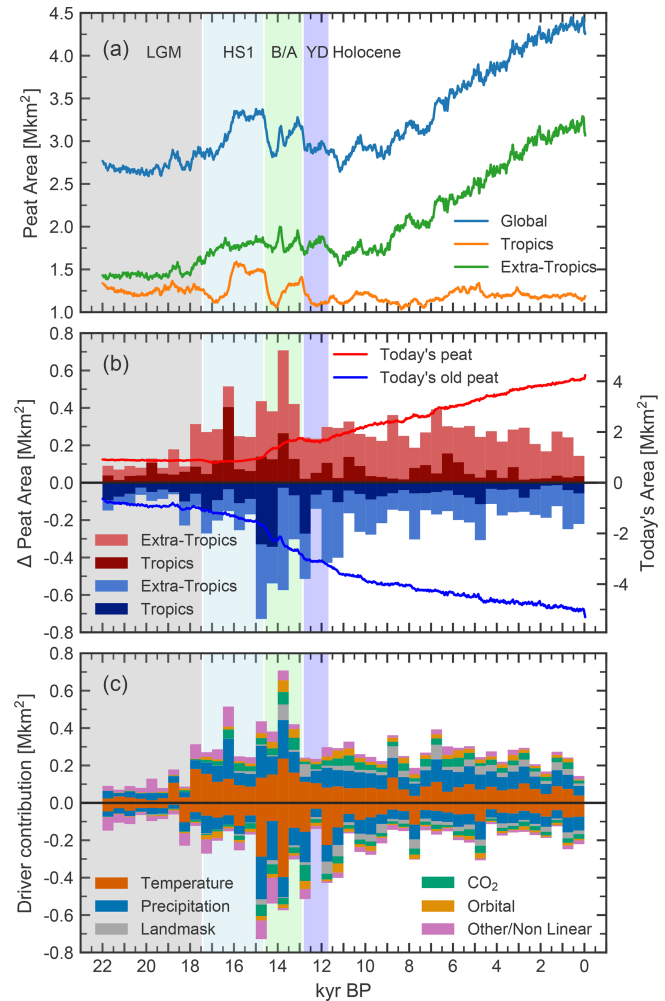 4.5
(a)
LGM
HS1
B/A
YD
Holocene
4.0
3.5
3.0
2.5
2.0
1.5
1.0
Peat Area [Mkm²]
Global
Tropics
Extra-Tropics
0.8
(b)
Today's peat
Today's old peat
0.6
0.4
0.2
0.0
-0.2
-0.4
-0.6
-0.8
Δ Peat Area [Mkm²]
4
2
0
-2
-4
Today's Area [Mkm²]
Extra-Tropics
Tropics
Extra-Tropics
Tropics
0.8
(c)
0.6
0.4
0.2
0.0
-0.2
-0.4
-0.6
-0.8
Driver contribution [Mkm²]
Temperature
Precipitation
Landmask
CO₂
Orbital
Other/Non Linear
22 20 18 16 14 12 10 8 6 4 2 0
kyr BP